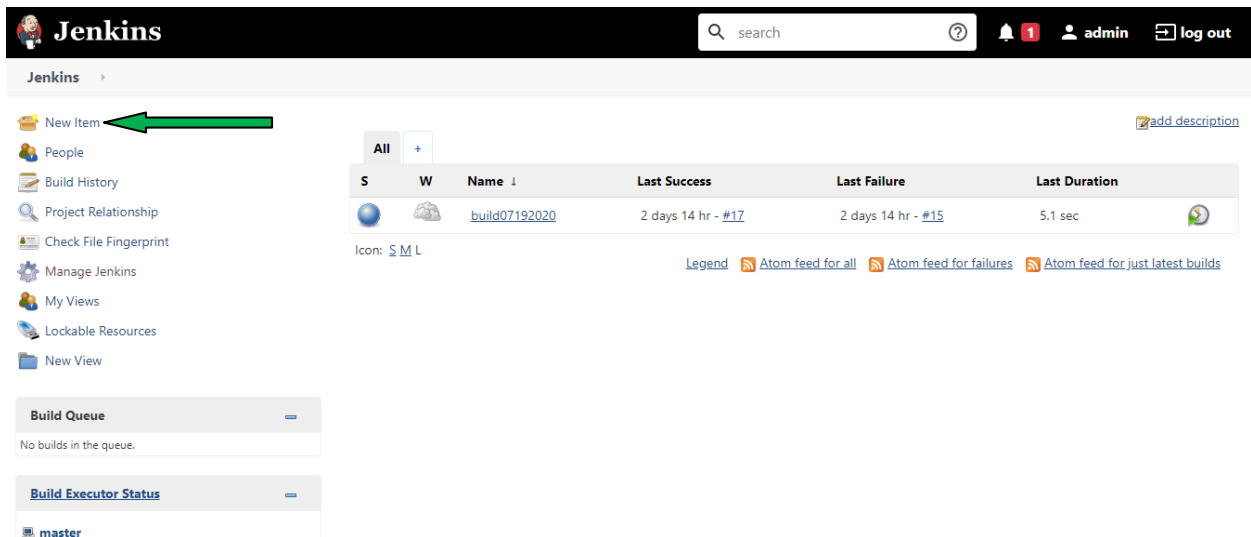 Jenkins search 1 admin log out
Jenkins
New Item add description
People All +
Build History S W Name ↓ Last Success Last Failure Last Duration
Project Relationship build07192020 2 days 14 hr - #17 2 days 14 hr - #15 5.1 sec
Check File Fingerprint Icon: S M L
Manage Jenkins Legend Atom feed for all Atom feed for failures Atom feed for just latest builds
My Views
Lockable Resources
New View
Build Queue
No builds in the queue.
Build Executor Status
master